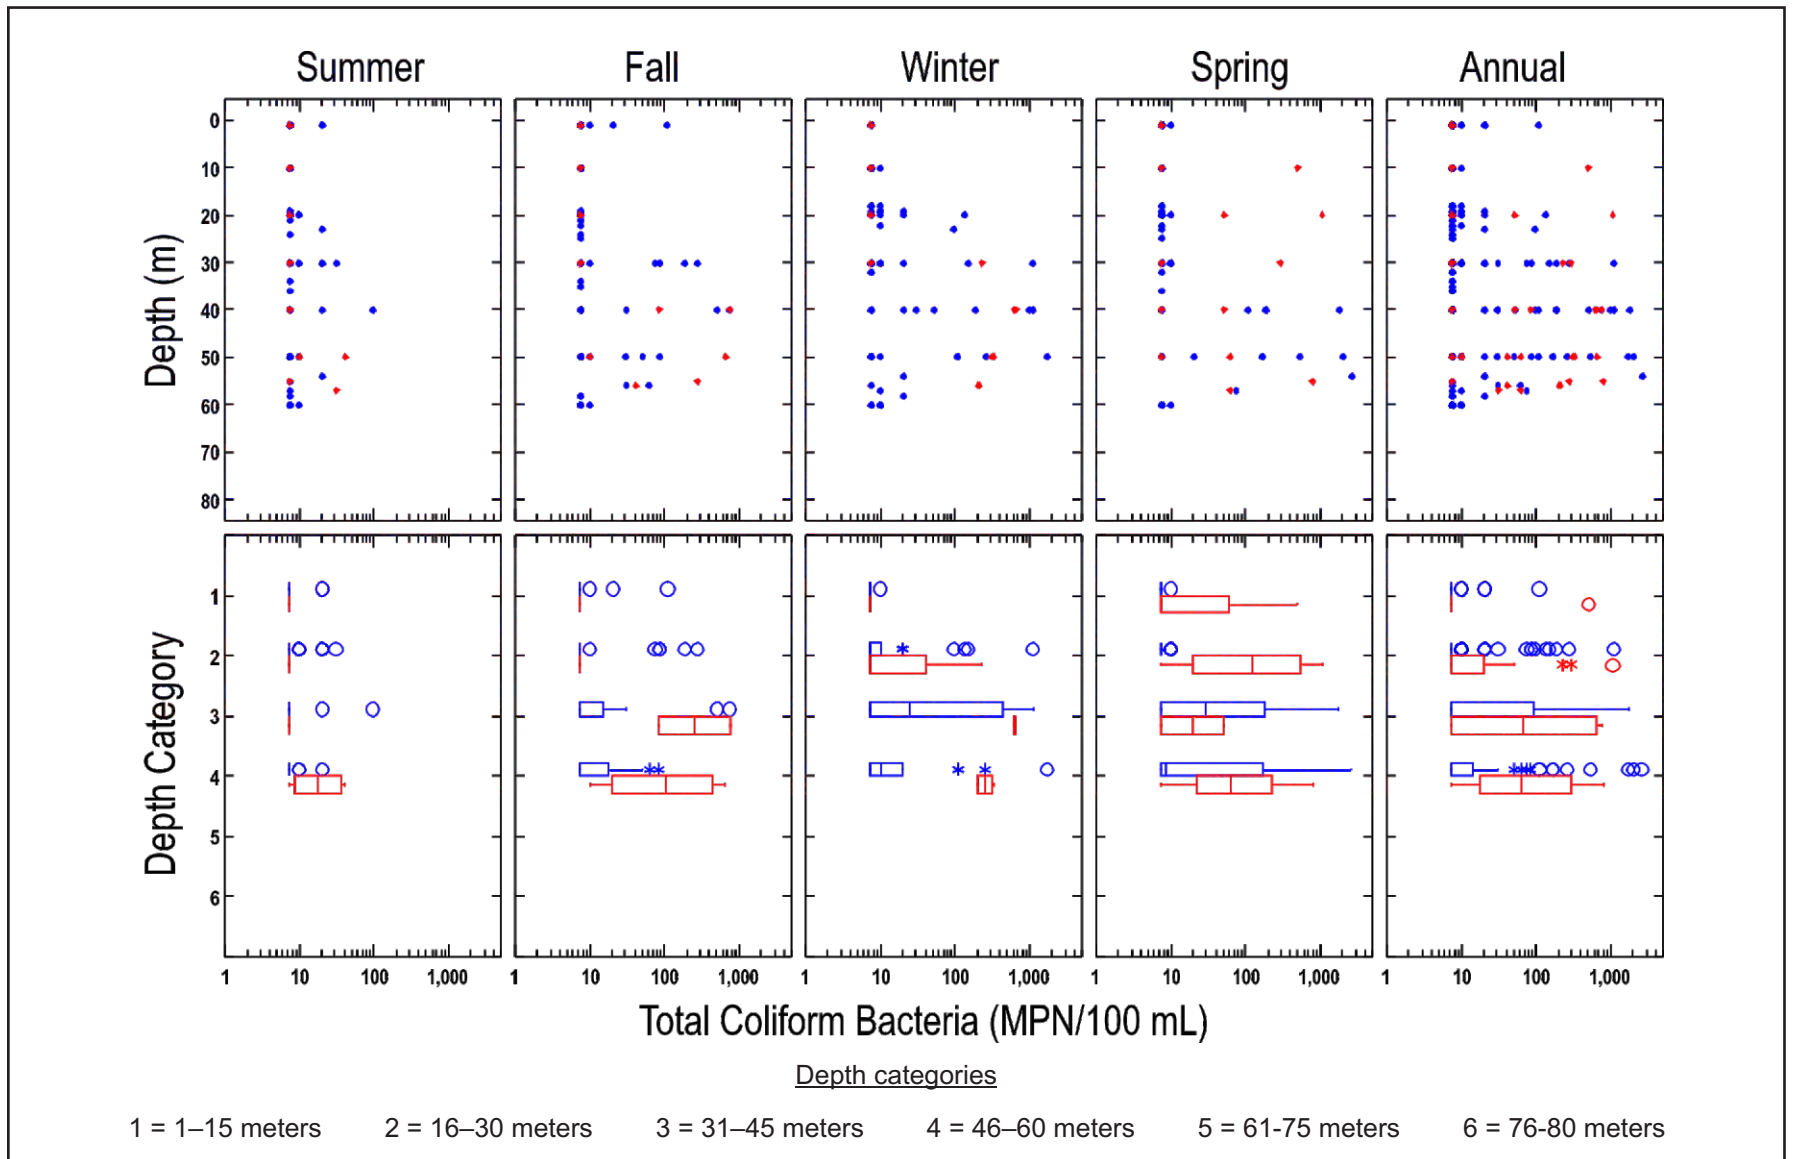 Summer Fall Winter Spring Annual
0
10
20
30
40
50
60
70
80
Depth (m)
1
2
3
4
5
6
Depth Category
1 10 100 1,000 1 10 100 1,000 1 10 100 1,000 1 10 100 1,000 1 10 100 1,000
Total Coliform Bacteria (MPN/100 mL)
Depth categories
1 = 1–15 meters 2 = 16–30 meters 3 = 31–45 meters 4 = 46–60 meters 5 = 61-75 meters 6 = 76-80 meters